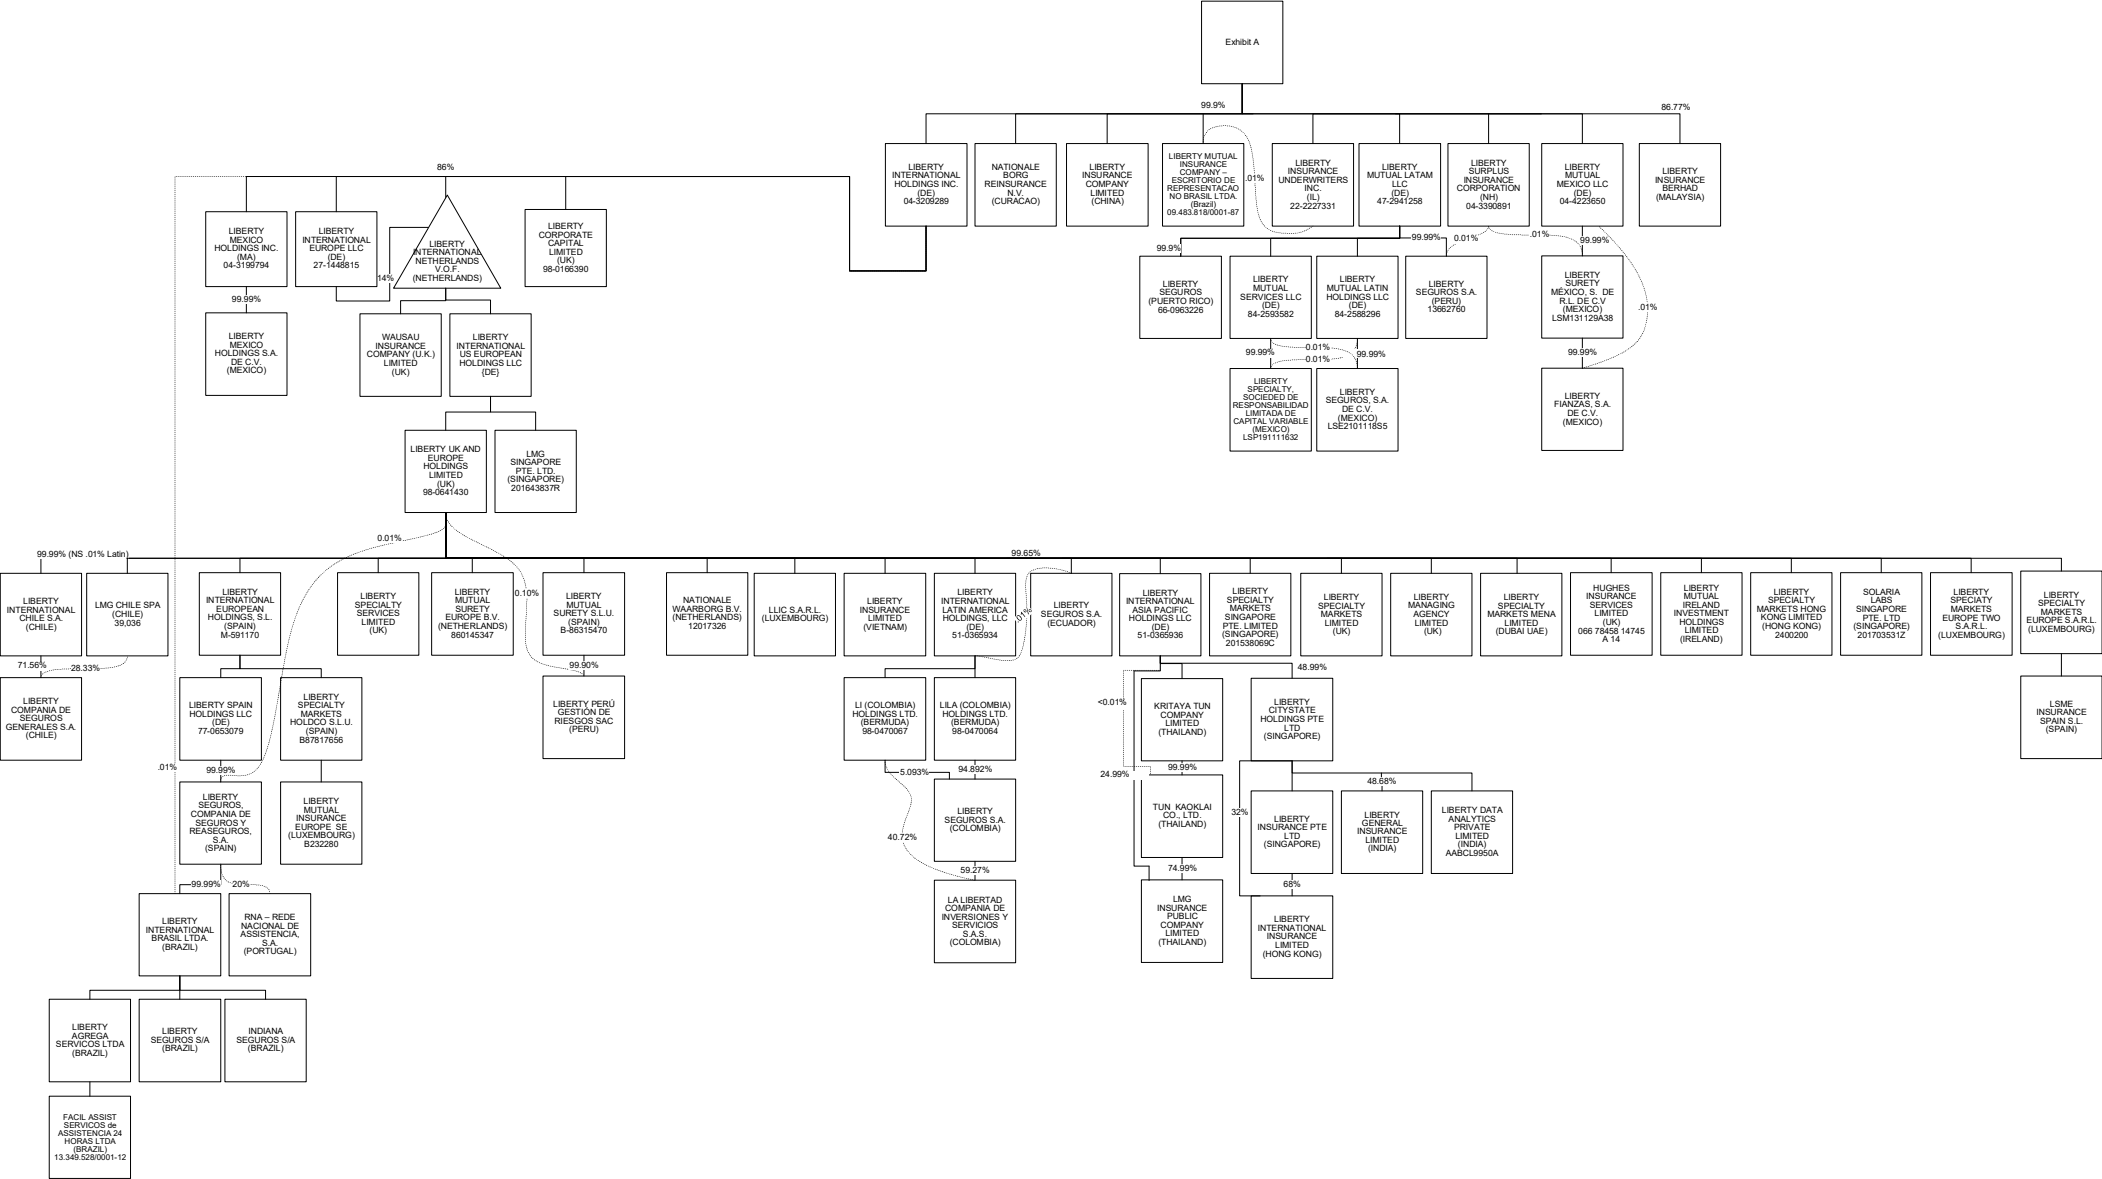 Exhibit A
99.9%
86.77%
LIBERTY
INTERNATIONAL
HOLDINGS INC.
(DE)
04-3209289
NATIONALE
BORG
REINSURANCE
N.V.
(CURACAO)
LIBERTY
INSURANCE
COMPANY
LIMITED
(CHINA)
LIBERTY MUTUAL
INSURANCE
COMPANY –
ESCRITORIO DE
REPRESENTACAO
NO BRASIL LTDA.
(Brazil)
09.483.818/0001-87
.01%
LIBERTY
INSURANCE
UNDERWRITERS
INC.
(IL)
22-2227331
LIBERTY
MUTUAL LATAM
LLC
(DE)
47-2941258
LIBERTY
SURPLUS
INSURANCE
CORPORATION
(NH)
04-3390891
LIBERTY
MUTUAL
MEXICO LLC
(DE)
04-4223650
LIBERTY
INSURANCE
BERHAD
(MALAYSIA)
86%
LIBERTY
MEXICO
HOLDINGS INC.
(MA)
04-3199794
LIBERTY
INTERNATIONAL
EUROPE LLC
(DE)
27-1448815
14%
LIBERTY
INTERNATIONAL
NETHERLANDS
V.O.F.
(NETHERLANDS)
LIBERTY
CORPORATE
CAPITAL
LIMITED
(UK)
98-0166390
99.9%
99.99%
0.01%
.01%
99.99%
LIBERTY
SEGUROS
(PUERTO RICO)
66-0963226
LIBERTY
MUTUAL
SERVICES LLC
(DE)
84-2593582
LIBERTY
MUTUAL LATIN
HOLDINGS LLC
(DE)
84-2588296
LIBERTY
SEGUROS S.A.
(PERU)
13662760
LIBERTY
SURETY
MÉXICO, S. DE
R.L. DE C.V
(MEXICO)
LSM131129A38
.01%
99.99%
LIBERTY
MEXICO
HOLDINGS S.A.
DE C.V.
(MEXICO)
WAUSAU
INSURANCE
COMPANY (U.K.)
LIMITED
(UK)
LIBERTY
INTERNATIONAL
US EUROPEAN
HOLDINGS LLC
{DE}
99.99%
0.01%
0.01%
99.99%
99.99%
LIBERTY
SPECIALTY,
SOCIEDED DE
RESPONSABILIDAD
LIMITADA DE
CAPITAL VARIABLE
(MEXICO)
LSP191111632
LIBERTY
SEGUROS, S.A.
DE C.V.
(MEXICO)
LSE2101118S5
LIBERTY
FIANZAS, S.A.
DE C.V.
(MEXICO)
LIBERTY UK AND
EUROPE
HOLDINGS
LIMITED
(UK)
98-0641430
LMG
SINGAPORE
PTE. LTD.
(SINGAPORE)
201643837R
0.01%
0.10%
99.99% (NS .01% Latin)
99.65%
LIBERTY
INTERNATIONAL
CHILE S.A.
(CHILE)
LMG CHILE SPA
(CHILE)
39,036
LIBERTY
INTERNATIONAL
EUROPEAN
HOLDINGS, S.L.
(SPAIN)
M-591170
LIBERTY
SPECIALTY
SERVICES
LIMITED
(UK)
LIBERTY
MUTUAL
SURETY
EUROPE B.V.
(NETHERLANDS)
860145347
LIBERTY
MUTUAL
SURETY S.L.U.
(SPAIN)
B-86315470
NATIONALE
WAARBORG B.V.
(NETHERLANDS)
12017326
LLIC S.A.R.L.
(LUXEMBOURG)
LIBERTY
INSURANCE
LIMITED
(VIETNAM)
LIBERTY
INTERNATIONAL
LATIN AMERICA
HOLDINGS, LLC
(DE)
51-0365934
.01%
LIBERTY
SEGUROS S.A.
(ECUADOR)
LIBERTY
INTERNATIONAL
ASIA PACIFIC
HOLDINGS LLC
(DE)
51-0365936
LIBERTY
SPECIALTY
MARKETS
SINGAPORE
PTE. LIMITED
(SINGAPORE)
201538069C
LIBERTY
SPECIALTY
MARKETS
LIMITED
(UK)
LIBERTY
MANAGING
AGENCY
LIMITED
(UK)
LIBERTY
SPECIALTY
MARKETS MENA
LIMITED
(DUBAI UAE)
HUGHES
INSURANCE
SERVICES
LIMITED
(UK)
066 78458 14745
A 14
LIBERTY
MUTUAL
IRELAND
INVESTMENT
HOLDINGS
LIMITED
(IRELAND)
LIBERTY
SPECIALTY
MARKETS HONG
KONG LIMITED
(HONG KONG)
2400200
SOLARIA
LABS
SINGAPORE
PTE. LTD
(SINGAPORE)
201703531Z
LIBERTY
SPECIATY
MARKETS
EUROPE TWO
S.A.R.L.
(LUXEMBOURG)
LIBERTY
SPECIALTY
MARKETS
EUROPE S.A.R.L.
(LUXEMBOURG)
71.56%
28.33%
99.90%
48.99%
LIBERTY
COMPANIA DE
SEGUROS
GENERALES S.A.
(CHILE)
LIBERTY SPAIN
HOLDINGS LLC
(DE)
77-0653079
LIBERTY
SPECIALTY
MARKETS
HOLDCO S.L.U.
(SPAIN)
B87817656
LIBERTY PERÚ
GESTIÓN DE
RIESGOS SAC
(PERU)
LI (COLOMBIA)
HOLDINGS LTD.
(BERMUDA)
98-0470067
LILA (COLOMBIA)
HOLDINGS LTD.
(BERMUDA)
98-0470064
<0.01%
KRITAYA TUN
COMPANY
LIMITED
(THAILAND)
LIBERTY
CITYSTATE
HOLDINGS PTE
LTD
(SINGAPORE)
LSME
INSURANCE
SPAIN S.L.
(SPAIN)
.01%
99.99%
5.093%
94.892%
24.99%
99.99%
48.68%
LIBERTY
SEGUROS,
COMPANIA DE
SEGUROS Y
REASEGUROS,
S.A.
(SPAIN)
LIBERTY
MUTUAL
INSURANCE
EUROPE SE
(LUXEMBOURG)
B232280
40.72%
LIBERTY
SEGUROS S.A.
(COLOMBIA)
TUN KAOKLAI
CO., LTD.
(THAILAND)
32%
LIBERTY
INSURANCE PTE
LTD
(SINGAPORE)
LIBERTY
GENERAL
INSURANCE
LIMITED
(INDIA)
LIBERTY DATA
ANALYTICS
PRIVATE
LIMITED
(INDIA)
AABCL9950A
99.99%
20%
59.27%
74.99%
68%
LIBERTY
INTERNATIONAL
BRASIL LTDA.
(BRAZIL)
RNA – REDE
NACIONAL DE
ASSISTENCIA,
S.A.
(PORTUGAL)
LA LIBERTAD
COMPANIA DE
INVERSIONES Y
SERVICIOS
S.A.S.
(COLOMBIA)
LMG
INSURANCE
PUBLIC
COMPANY
LIMITED
(THAILAND)
LIBERTY
INTERNATIONAL
INSURANCE
LIMITED
(HONG KONG)
LIBERTY
AGREGA
SERVICOS LTDA
(BRAZIL)
LIBERTY
SEGUROS S/A
(BRAZIL)
INDIANA
SEGUROS S/A
(BRAZIL)
FACIL ASSIST
SERVICOS de
ASSISTENCIA 24
HORAS LTDA
(BRAZIL)
13.349.528/0001-12